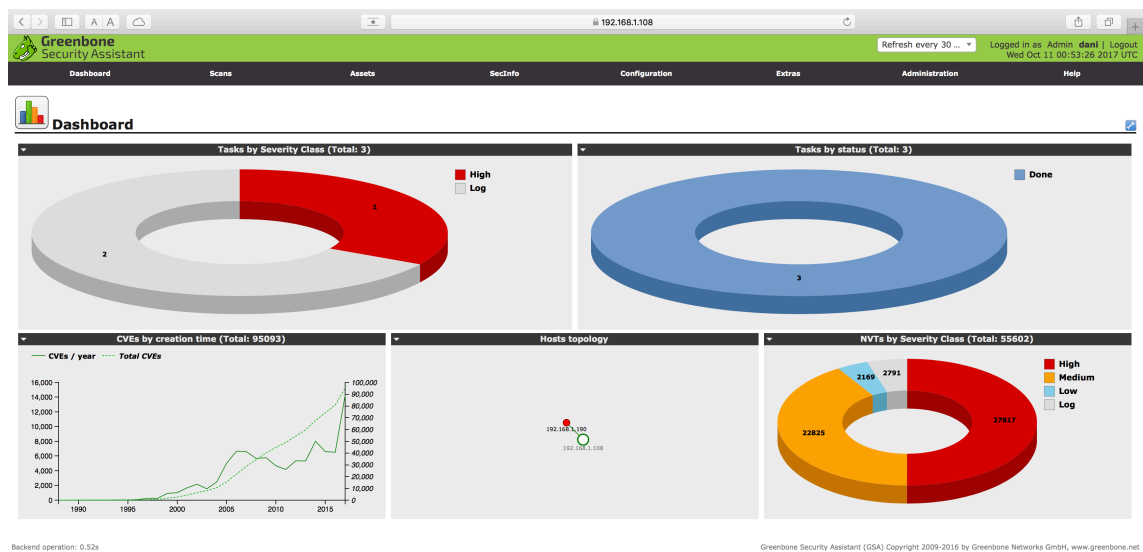 A A
192.168.1.108
Greenbone
Security Assistant
Refresh every 30 ...
Logged in as Admin dani | Logout
Wed Oct 11 00:53:26 2017 UTC
Dashboard Scans Assets SecInfo Configuration Extras Administration Help
Dashboard
Tasks by Severity Class (Total: 3)
High
Log
1
2
Tasks by status (Total: 3)
Done
3
CVEs by creation time (Total: 95093)
CVEs / year Total CVEs
16,000 100,000
14,000 90,000
12,000 80,000
10,000 70,000
8,000 60,000
6,000 50,000
4,000 40,000
2,000 30,000
0 20,000
10,000
0
1990 1995 2000 2005 2010 2015
Hosts topology
192.168.1.190
192.168.1.108
NVTs by Severity Class (Total: 55602)
High
Medium
Low
Log
2169 2791
22825 27817
Backend operation: 0.52s
Greenbone Security Assistant (GSA) Copyright 2009-2016 by Greenbone Networks GmbH, www.greenbone.net